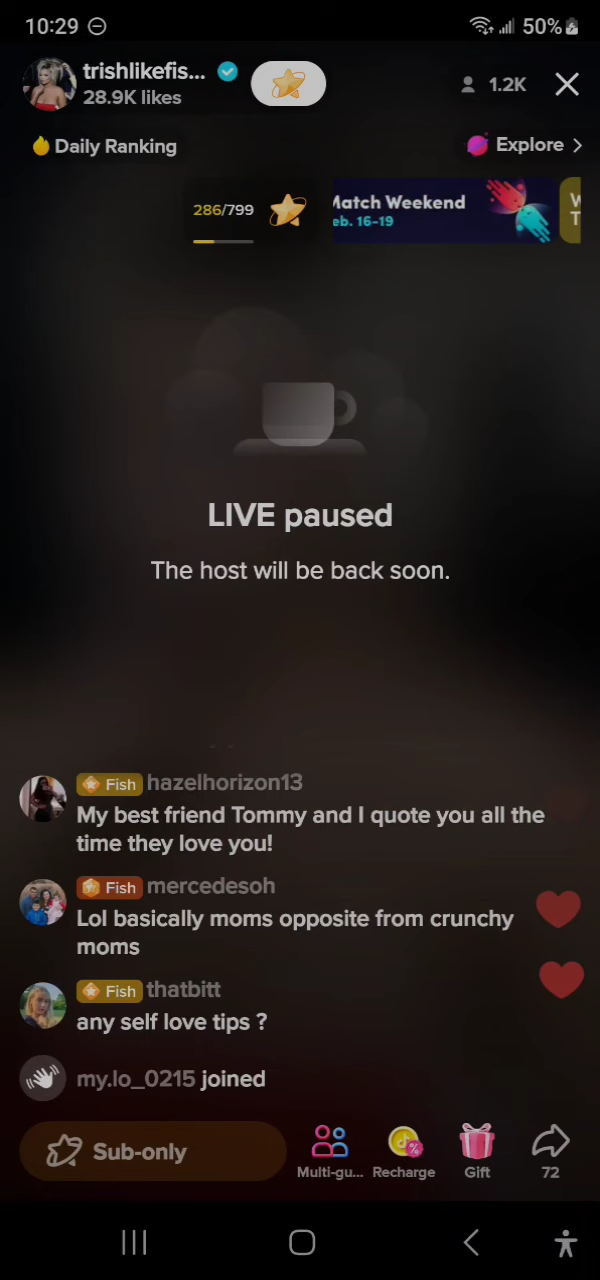 10:29 50%
trishlikefis...
28.9K likes
1.2K
Daily Ranking
Explore >
286/799
Match Weekend
eb. 16-19
W
T
LIVE paused
The host will be back soon.
Fish hazelhorizon13
My best friend Tommy and I quote you all the
time they love you!
Fish mercedesoh
Lol basically moms opposite from crunchy
moms
Fish thatbitt
any self love tips ?
my.lo_0215 joined
Sub-only
Multi-gu... Recharge Gift 72